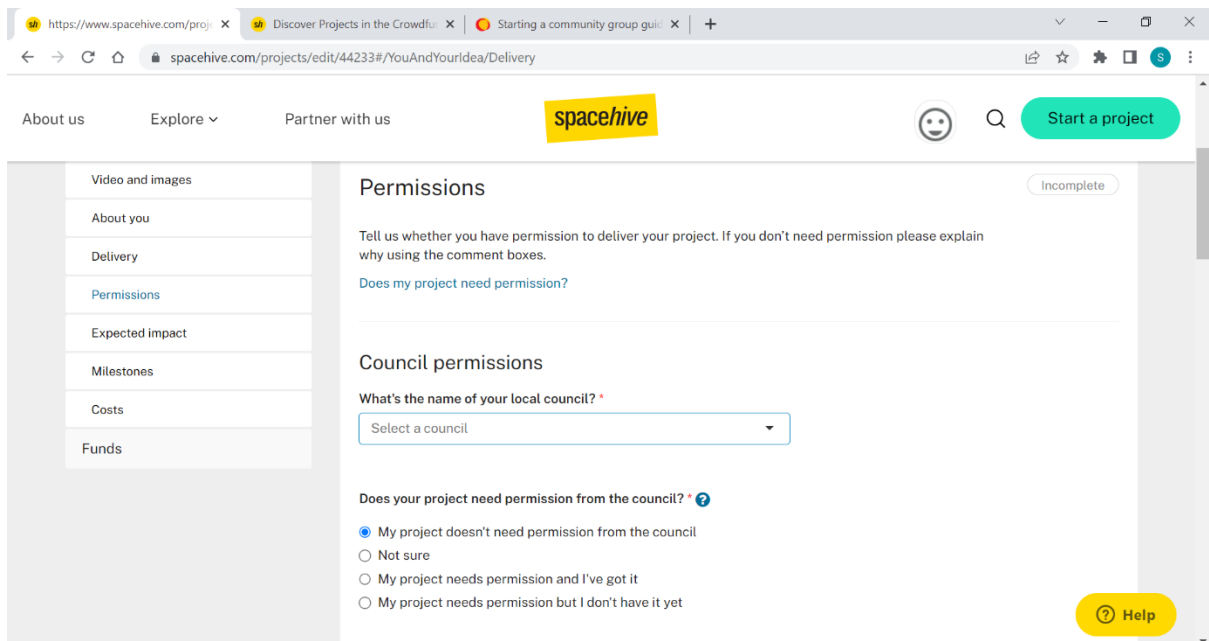 sh https://www.spacehive.com/proje
sh Discover Projects in the Crowdfu
Starting a community group guid
spacehive.com/projects/edit/44233#/YouAndYourIdea/Delivery
S
About us
Explore
Partner with us
spacehive
Start a project
Video and images
About you
Delivery
Permissions
Expected impact
Milestones
Costs
Funds
Permissions
Incomplete
Tell us whether you have permission to deliver your project. If you don't need permission please explain
why using the comment boxes.
Does my project need permission?
Council permissions
What's the name of your local council? *
Select a council
Does your project need permission from the council? * ?
My project doesn't need permission from the council
Not sure
My project needs permission and I've got it
My project needs permission but I don't have it yet
? Help